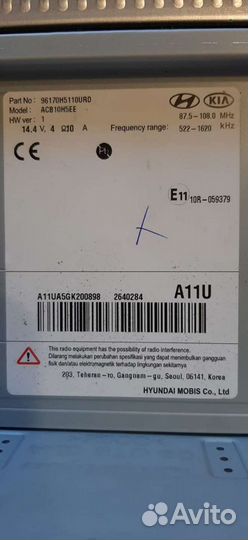 Part No : 96170H5110URD
Model : ACB10H5EE
HW ver : 1
14.4 V, 4 Ω10 A
HYUNDAI KIA
87.5-108.0 MHz
Frequency range: 522-1620 kHz
CE
E11 10R-059379
A11UA5GK200898 2640284 A11U
This radio equipment has the possibility of radio interference.
Dilarang melakukan perubahan spesifikasi yang dapat menimbulkan gangguan
fisik dan/atau elektromagnetik terhadap lingkungan sekitarnya
203, Teheran-ro, Gangnam-gu, Seoul, 06141, Korea
HYUNDAI MOBIS Co., Ltd
Avito